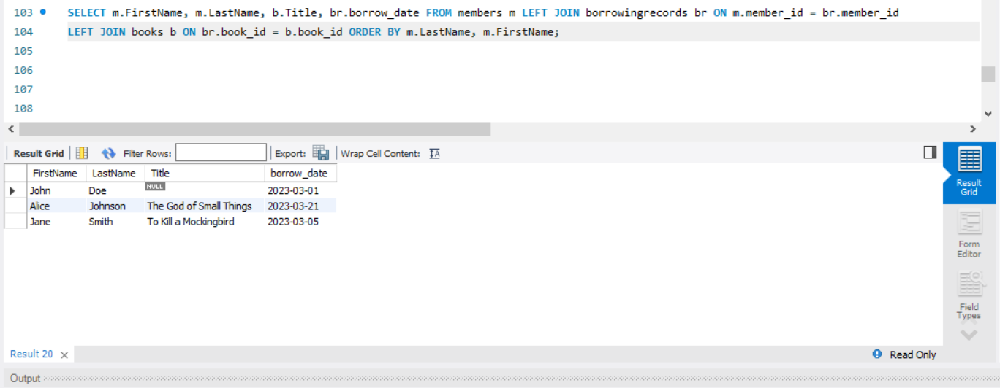 103 SELECT m.FirstName, m.LastName, b.Title, br.borrow_date FROM members m LEFT JOIN borrowingrecords br ON m.member_id = br.member_id
104 LEFT JOIN books b ON br.book_id = b.book_id ORDER BY m.LastName, m.FirstName;
105
106
107
108
Result Grid Filter Rows: Export: Wrap Cell Content: IA
FirstName LastName Title borrow_date
John Doe NULL 2023-03-01
Alice Johnson The God of Small Things 2023-03-21
Jane Smith To Kill a Mockingbird 2023-03-05
Result
Grid
Form
Editor
Field
Types
Result 20 Read Only
Output